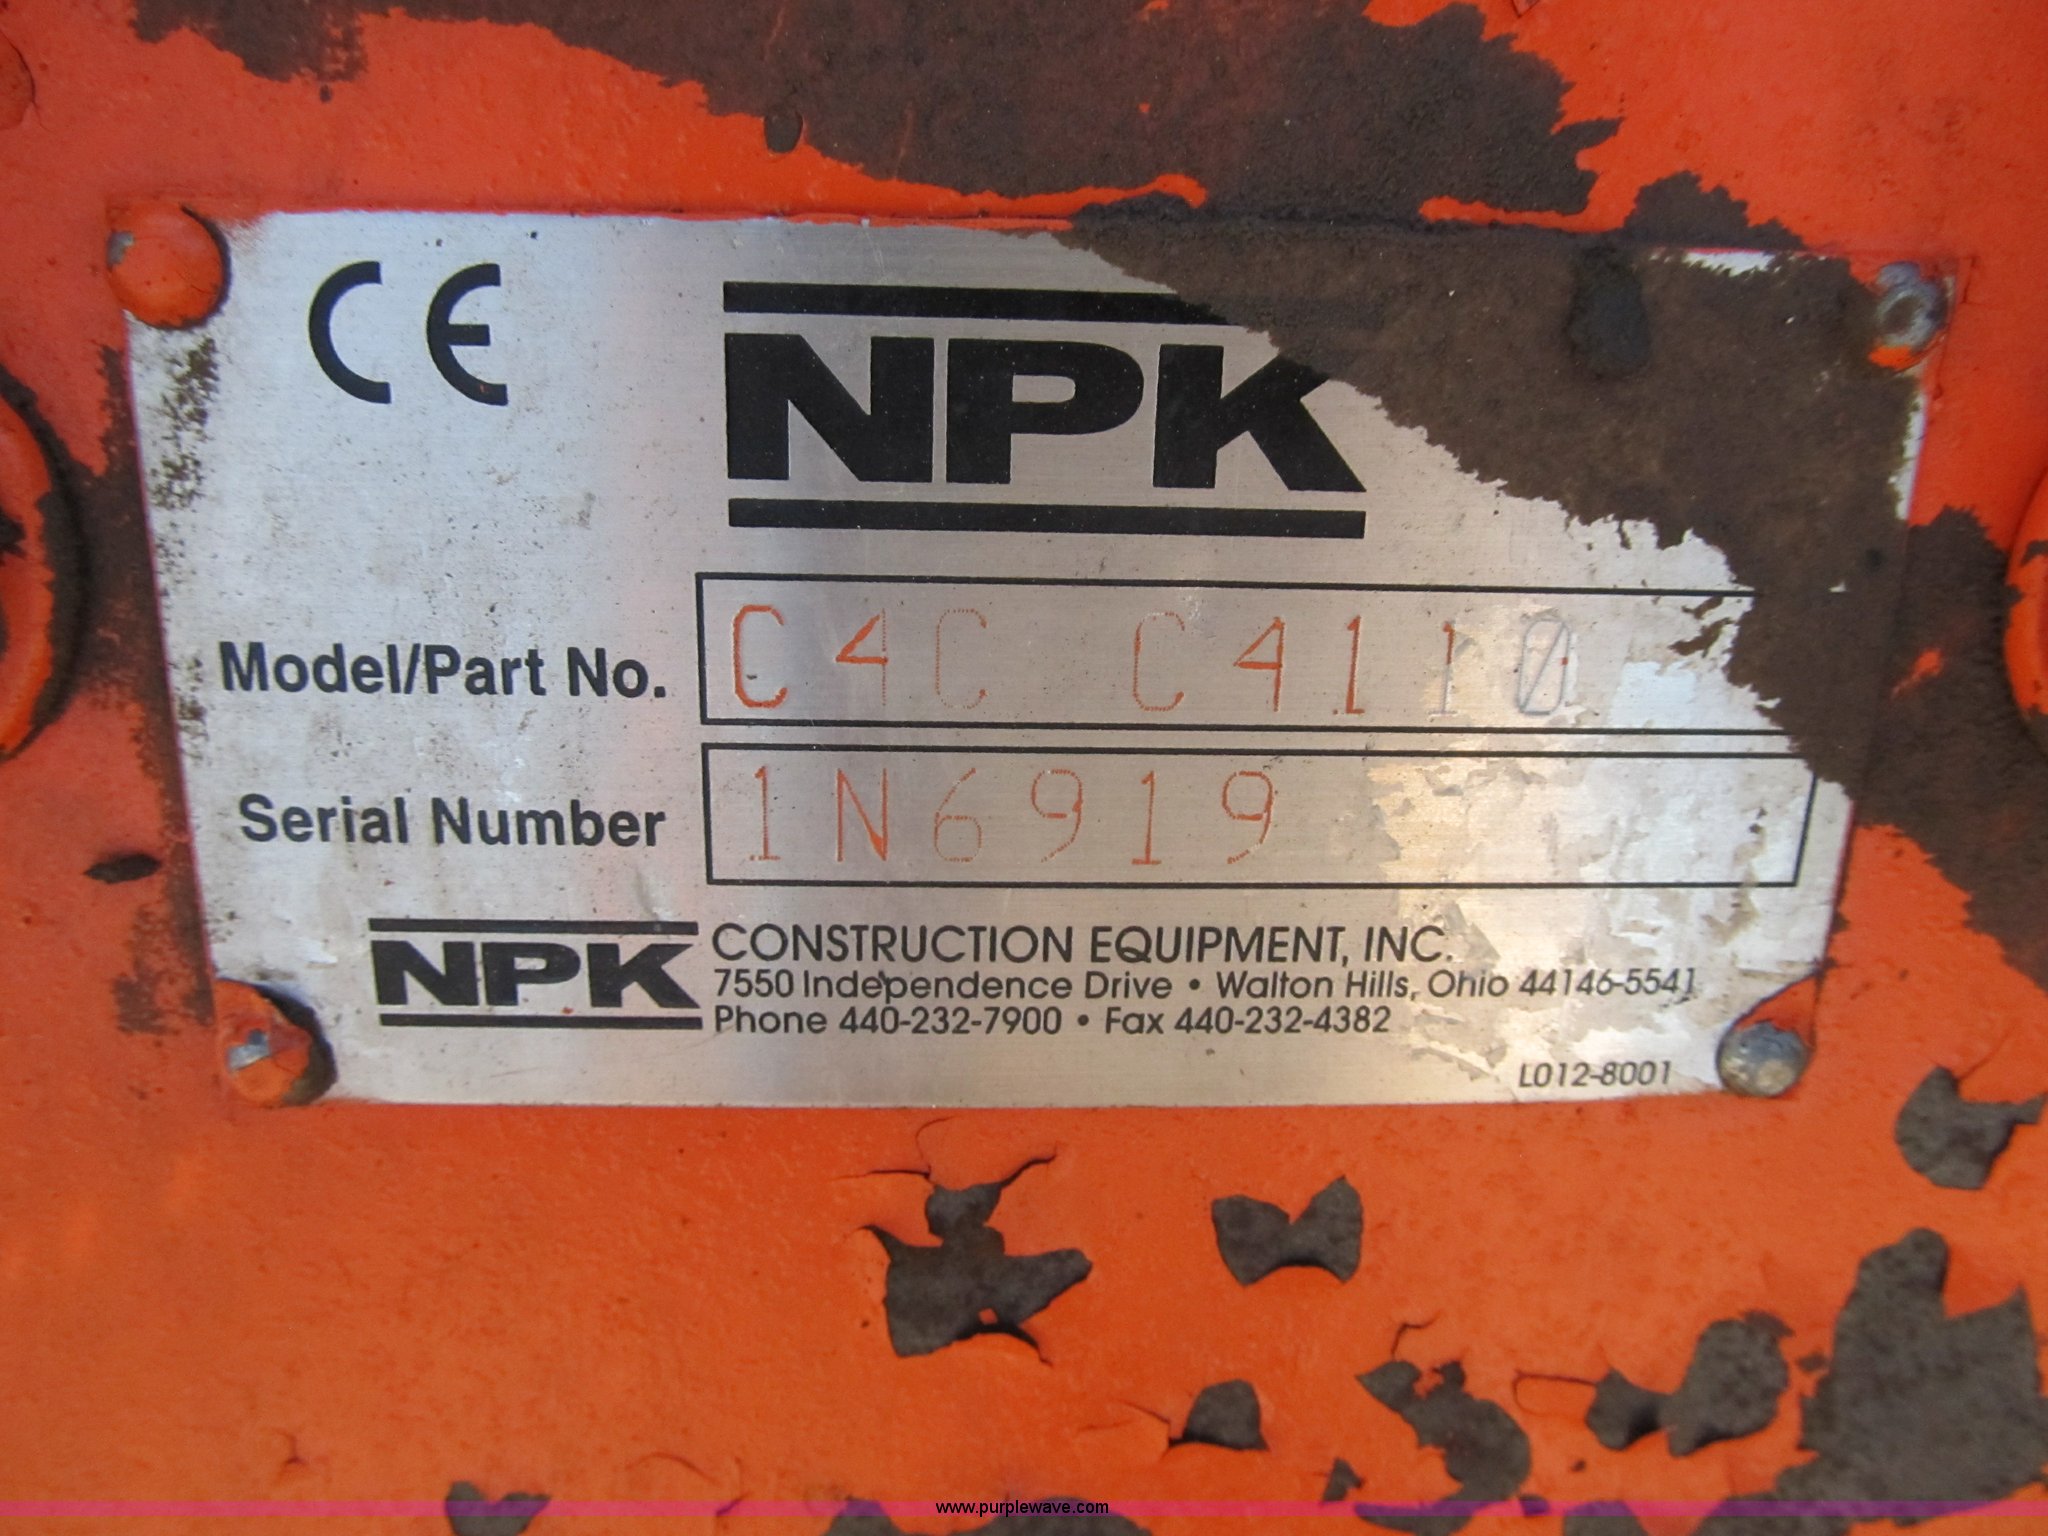 CE
NPK
Model/Part No. C4C C4110
Serial Number 1N6919
NPK CONSTRUCTION EQUIPMENT, INC.
7550 Independence Drive • Walton Hills, Ohio 44146-5541
Phone 440-232-7900 • Fax 440-232-4382
L012-8001
www.purplewave.com